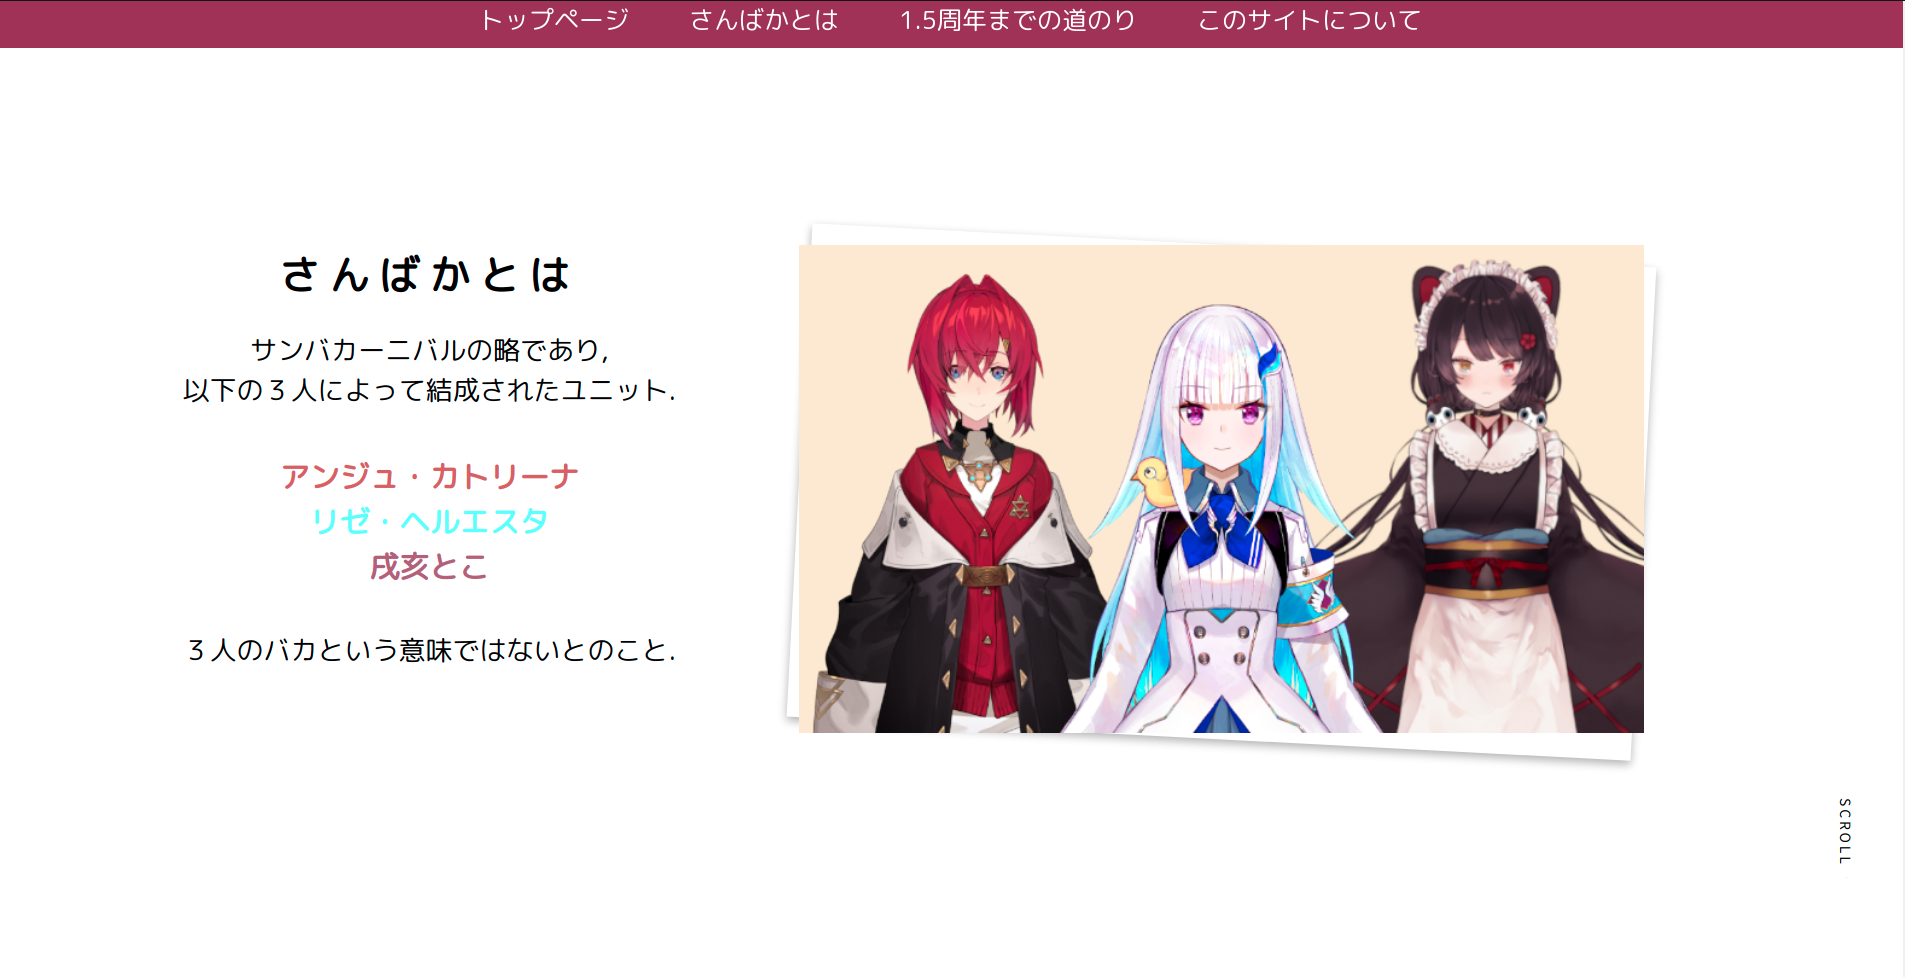 トップページ さんばかとは 1.5周年までの道のり このサイトについて
さんばかとは
サンバカーニバルの略であり,
以下の３人によって結成されたユニット.
アンジュ・カトリーナ
リゼ・ヘルエスタ
戌亥とこ
３人のバカという意味ではないとのこと.
SCROLL